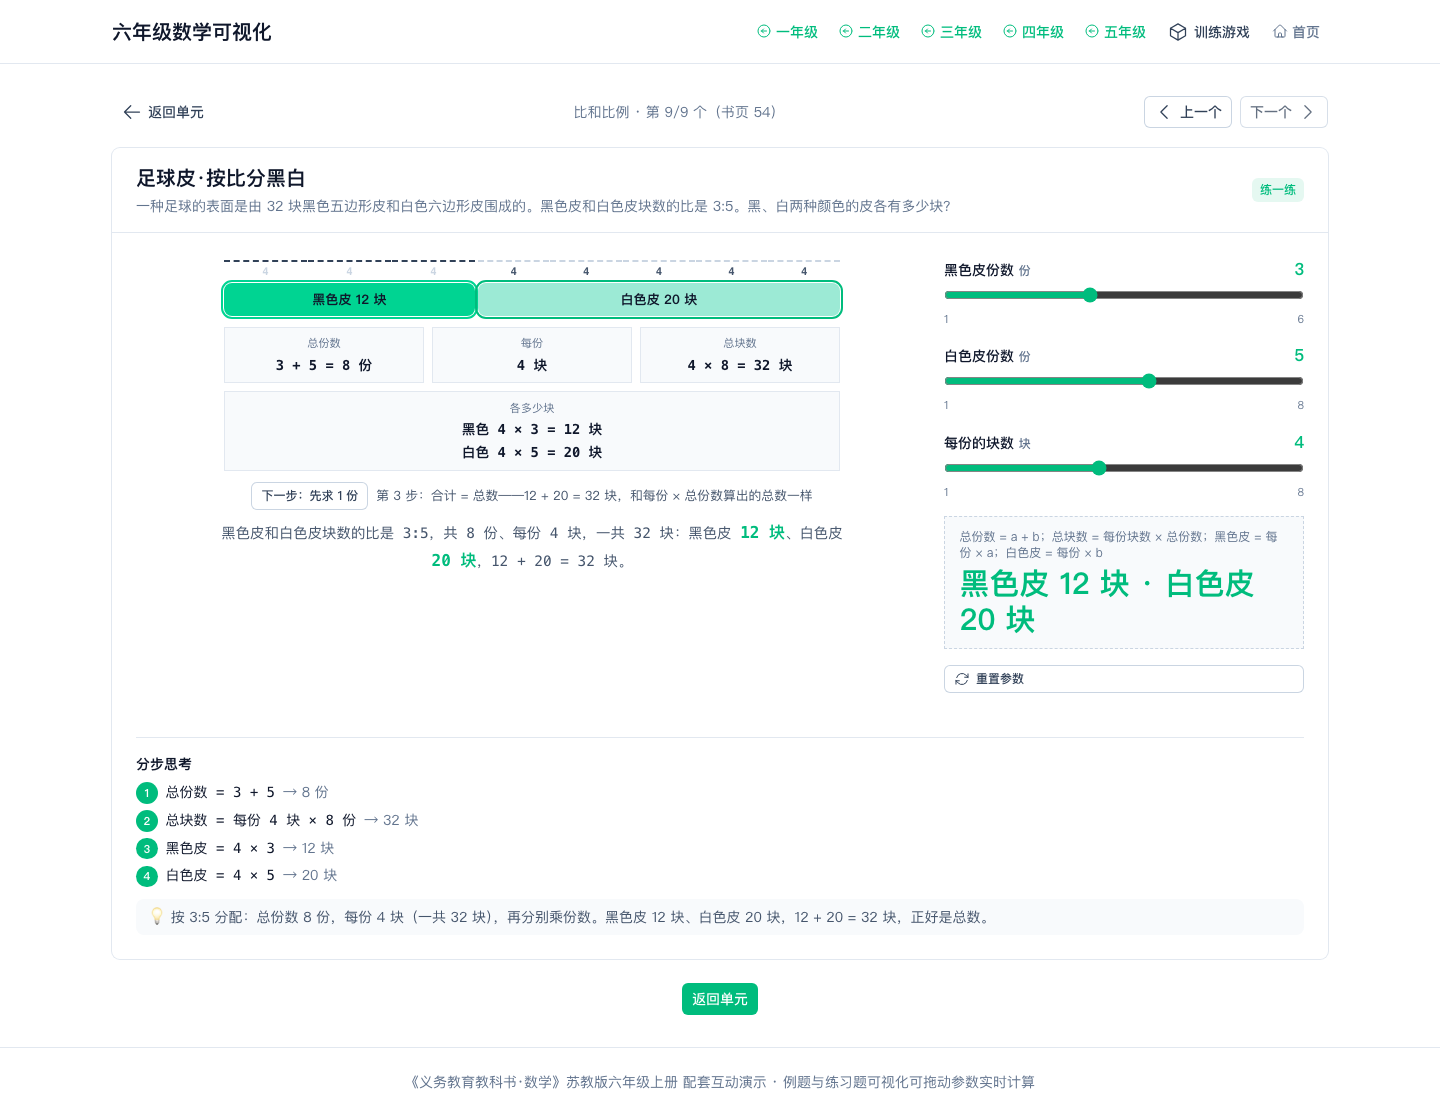 六年级数学可视化
一年级 二年级 三年级 四年级 五年级 训练游戏 首页
返回单元
比和比例 · 第 9/9 个（书页 54）
上一个 下一个
足球皮·按比分黑白
一种足球的表面是由 32 块黑色五边形皮和白色六边形皮围成的。黑色皮和白色皮块数的比是 3:5。黑、白两种颜色的皮各有多少块？
练一练
4 4 4 4 4 4 4 4
黑色皮 12 块 白色皮 20 块
总份数 每份 总块数
3 + 5 = 8 份 4 块 4 × 8 = 32 块
各多少块
黑色 4 × 3 = 12 块
白色 4 × 5 = 20 块
下一步：先求 1 份 第 3 步：合计 = 总数——12 + 20 = 32 块，和每份 × 总份数算出的总数一样
黑色皮和白色皮块数的比是 3:5，共 8 份、每份 4 块，一共 32 块：黑色皮 12 块、白色皮
20 块，12 + 20 = 32 块。
黑色皮份数 份 3
1 6
白色皮份数 份 5
1 8
每份的块数 块 4
1 8
总份数 = a + b；总块数 = 每份块数 × 总份数；黑色皮 = 每
份 × a；白色皮 = 每份 × b
黑色皮 12 块 · 白色皮
20 块
重置参数
分步思考
1 总份数 = 3 + 5 → 8 份
2 总块数 = 每份 4 块 × 8 份 → 32 块
3 黑色皮 = 4 × 3 → 12 块
4 白色皮 = 4 × 5 → 20 块
💡 按 3:5 分配：总份数 8 份，每份 4 块（一共 32 块），再分别乘份数。黑色皮 12 块、白色皮 20 块，12 + 20 = 32 块，正好是总数。
返回单元
《义务教育教科书·数学》苏教版六年级上册 配套互动演示 · 例题与练习题可视化可拖动参数实时计算